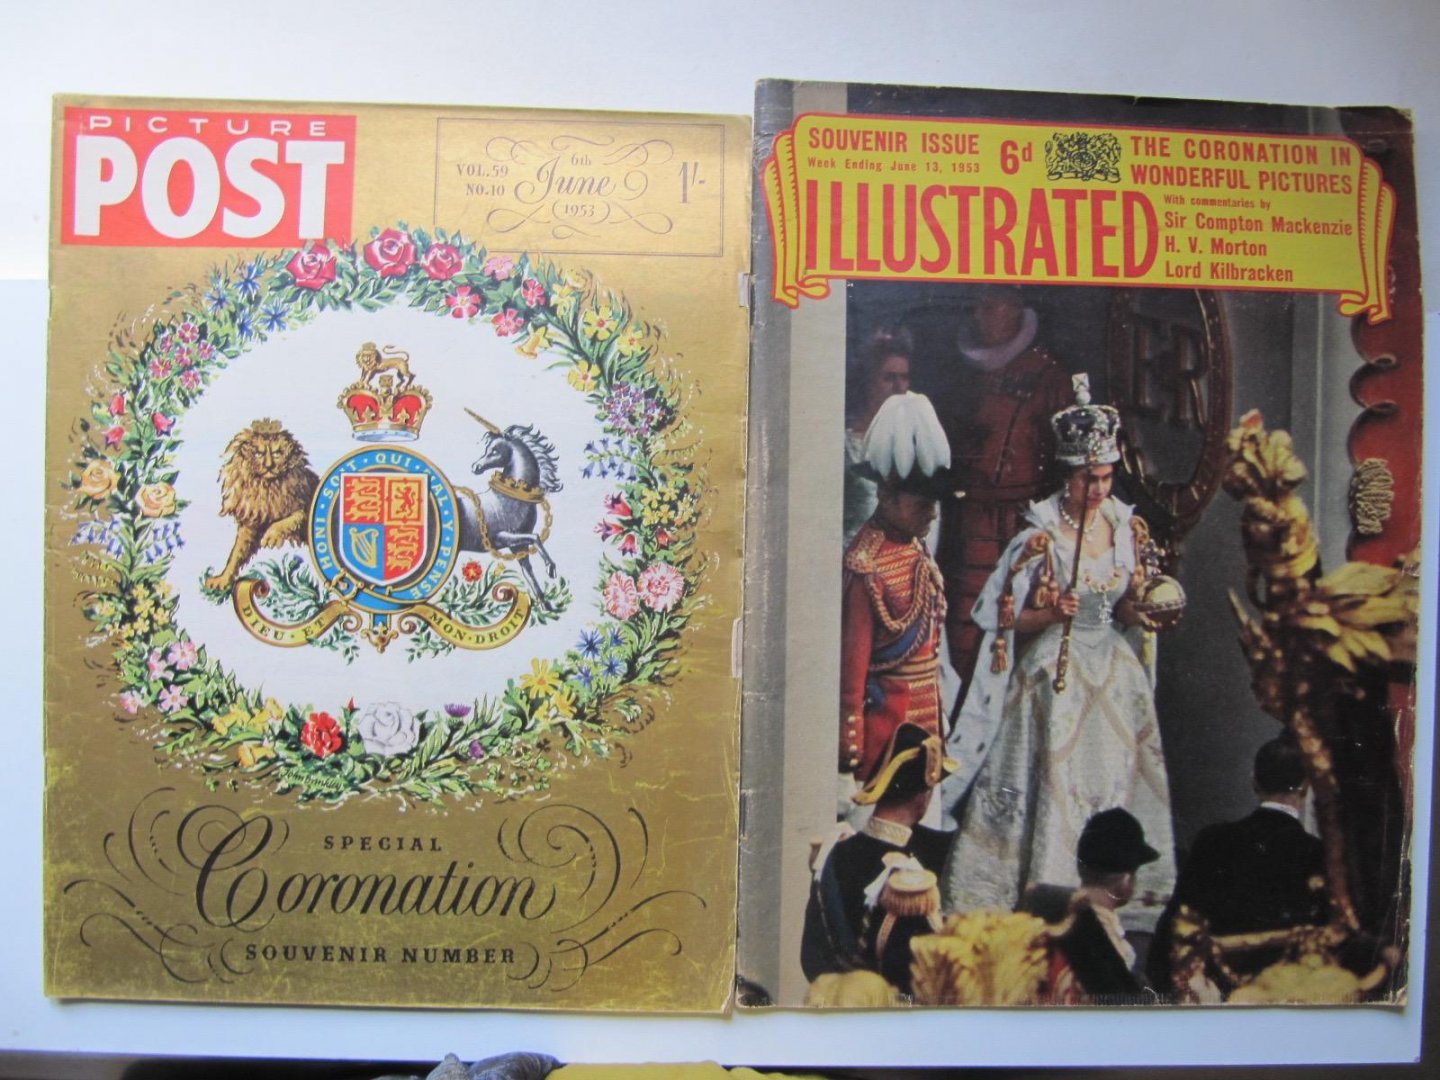 PICTURE
POST
VOL. 59
NO. 10
6th
June
1953
1/-
HONI · SOIT · QUI · MAL · Y · PENSE
DIEU · ET MON · DROIT
SPECIAL
Coronation
SOUVENIR NUMBER
SOUVENIR ISSUE
Week Ending June 13, 1953
6d
THE CORONATION IN
WONDERFUL PICTURES
ILLUSTRATED
With commentaries by
Sir Compton Mackenzie
H. V. Morton
Lord Kilbracken
ER